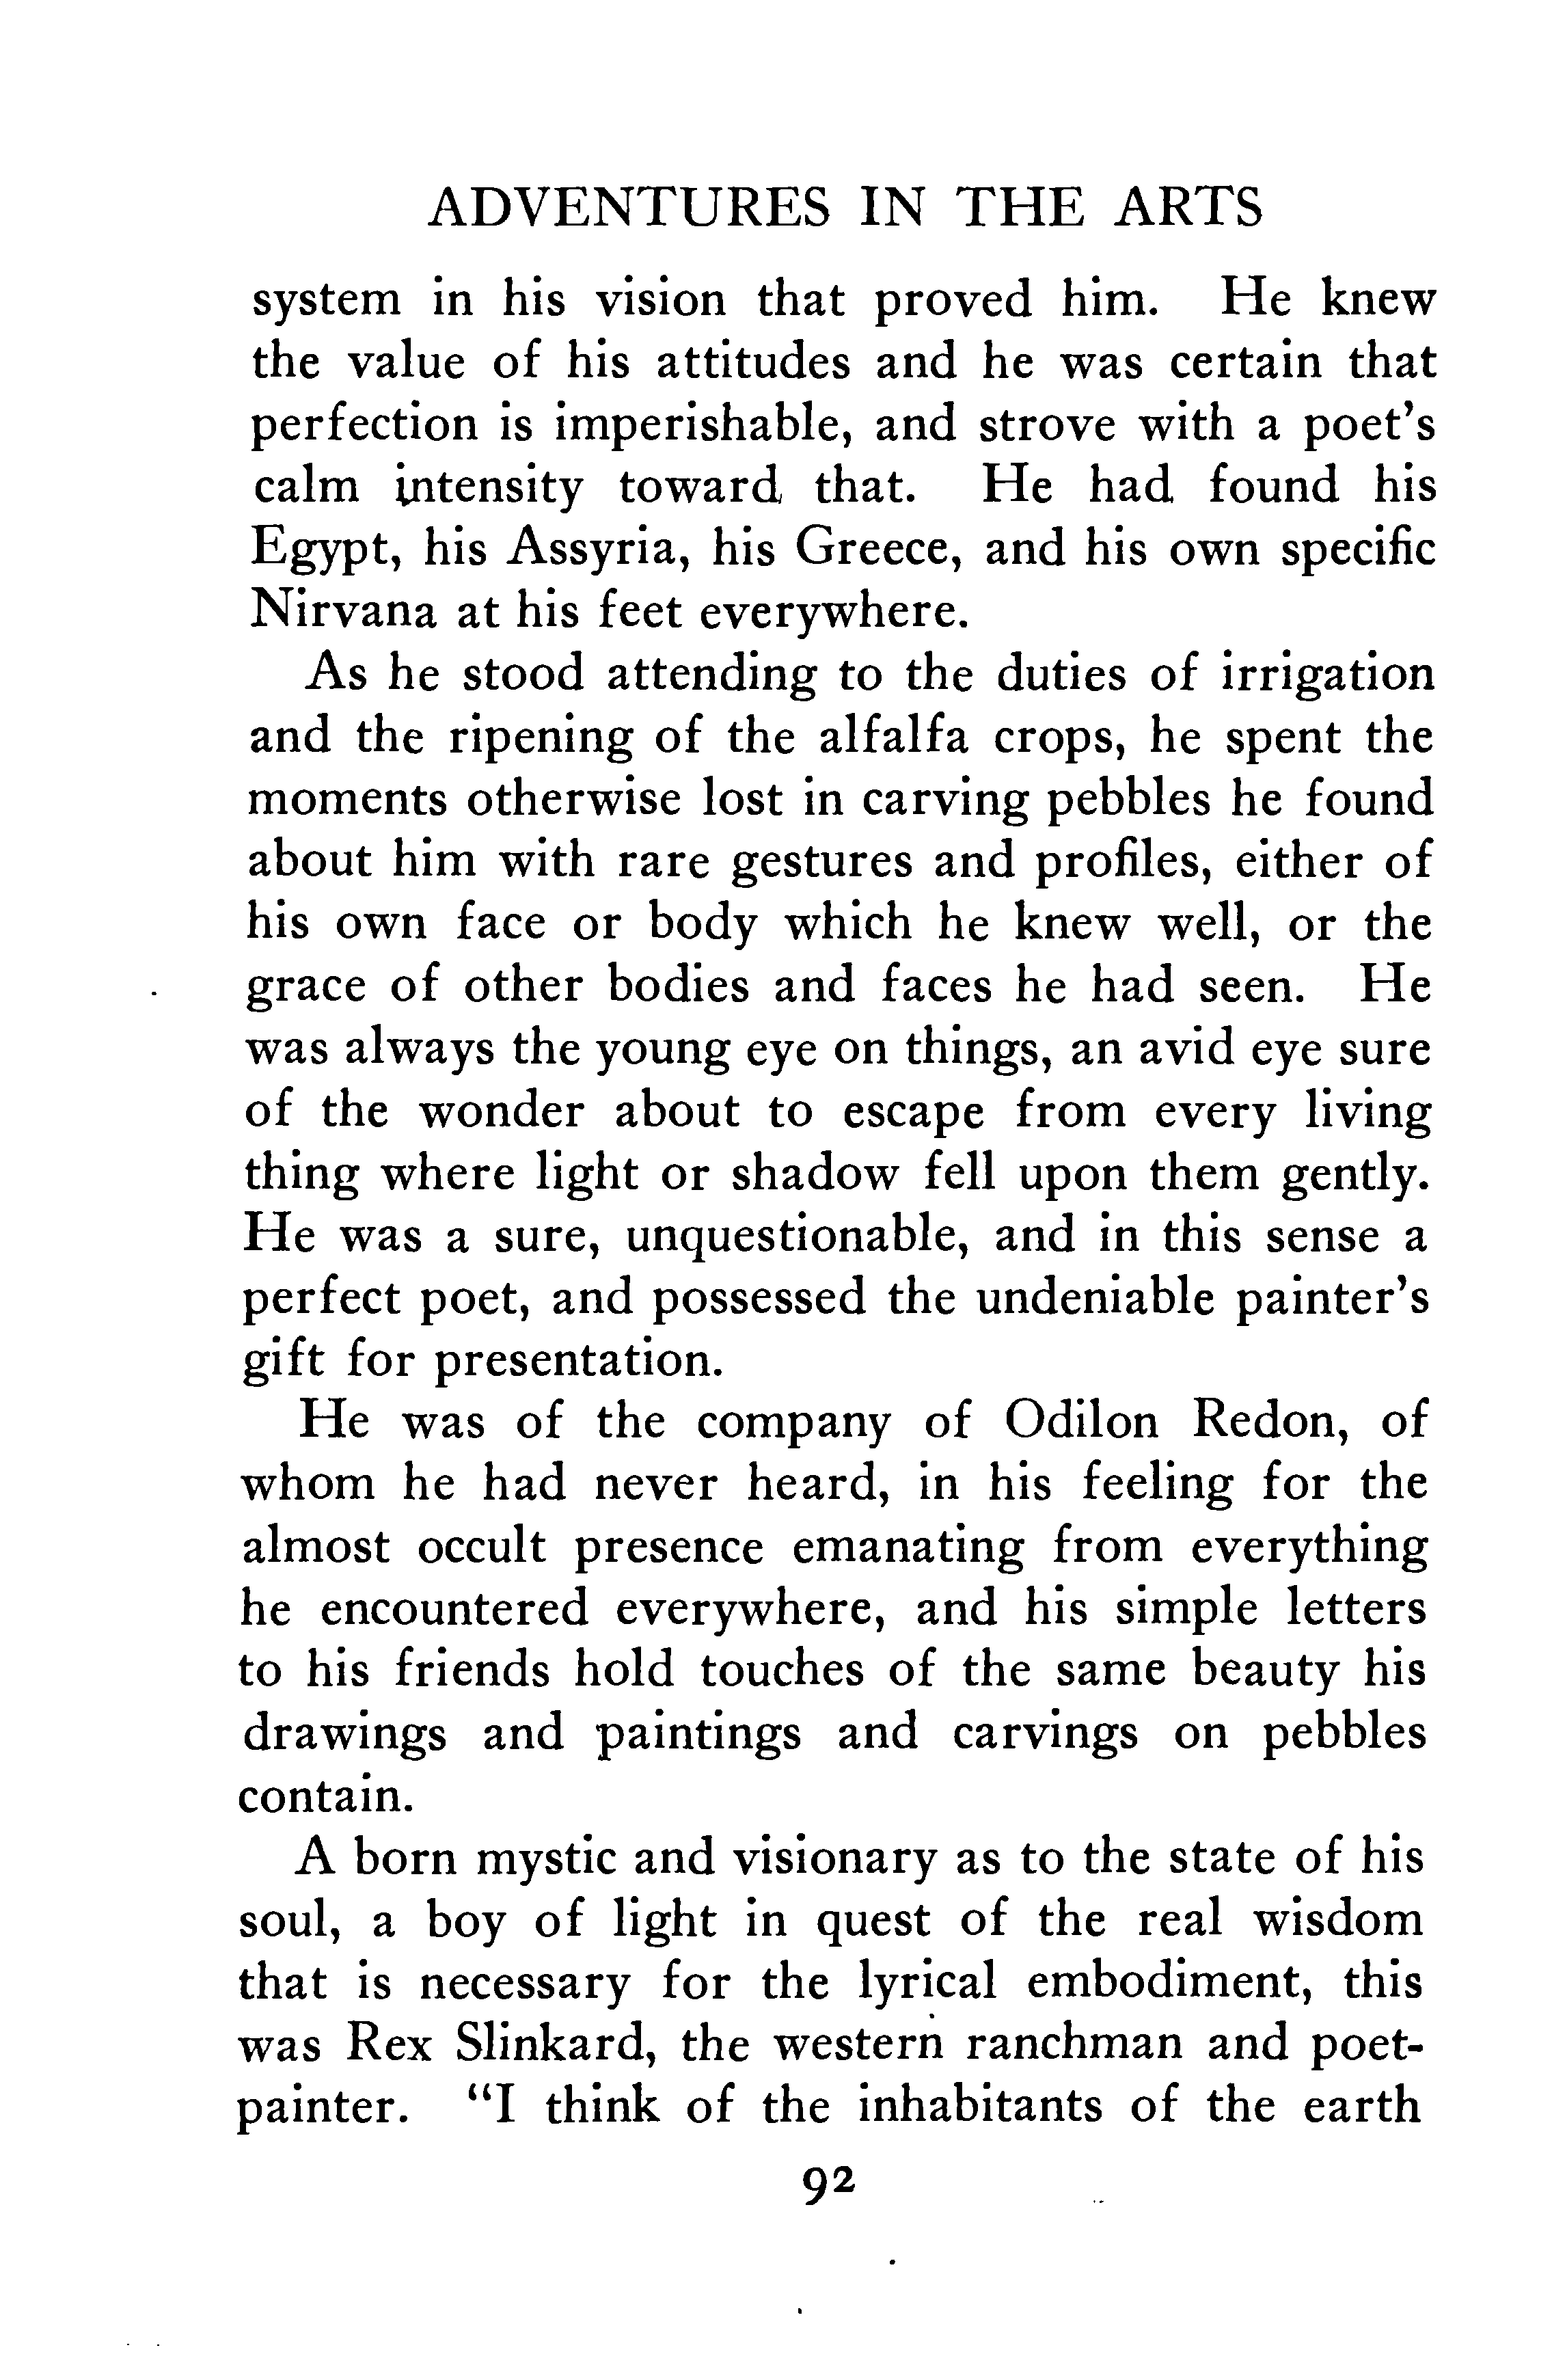 ADVENTURES IN THE ARTS
system in his vision that proved him. He knew
the value of his attitudes and he was certain that
perfection is imperishable, and strove with a poet's
calm intensity toward that. He had found his
Egypt, his Assyria, his Greece, and his own specific
Nirvana at his feet everywhere.
As he stood attending to the duties of irrigation
and the ripening of the alfalfa crops, he spent the
moments otherwise lost in carving pebbles he found
about him with rare gestures and profiles, either of
his own face or body which he knew well, or the
grace of other bodies and faces he had seen. He
was always the young eye on things, an avid eye sure
of the wonder about to escape from every living
thing where light or shadow fell upon them gently.
He was a sure, unquestionable, and in this sense a
perfect poet, and possessed the undeniable painter's
gift for presentation.
He was of the company of Odilon Redon, of
whom he had never heard, in his feeling for the
almost occult presence emanating from everything
he encountered everywhere, and his simple letters
to his friends hold touches of the same beauty his
drawings and paintings and carvings on pebbles
contain.
A born mystic and visionary as to the state of his
soul, a boy of light in quest of the real wisdom
that is necessary for the lyrical embodiment, this
was Rex Slinkard, the western ranchman and poet-
painter. "I think of the inhabitants of the earth
92